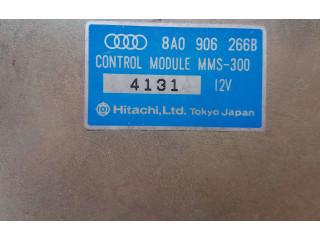 8A0 906 266B
CONTROL MODULE MMS-300
4131 12V
Hitachi, Ltd. Tokyo Japan